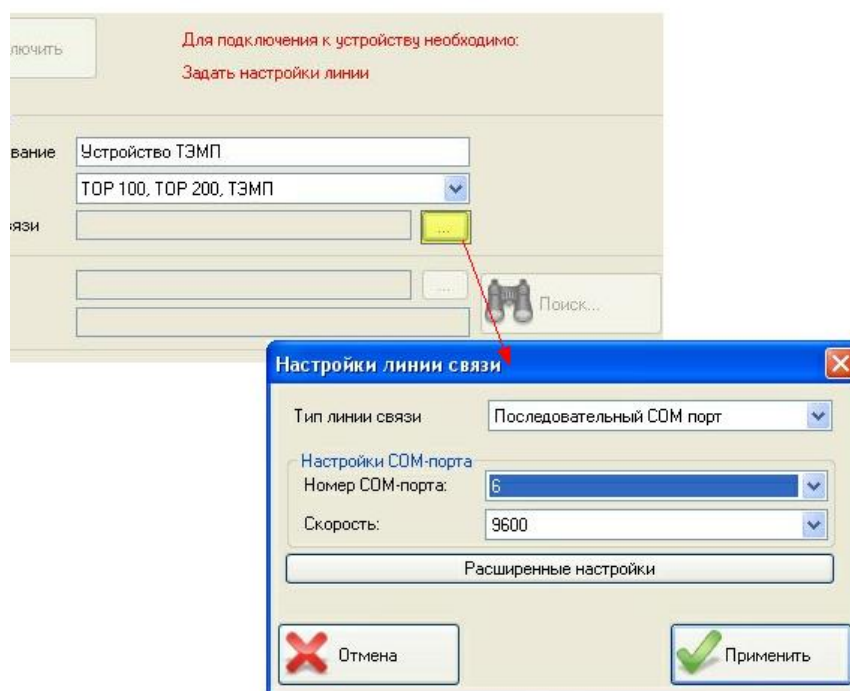 лючить
Для подключения к устройству необходимо:
Задать настройки линии
вание
Устройство ТЭМП
ТОР 100, ТОР 200, ТЭМП
язи
...
...
Поиск...
Настройки линии связи
Тип линии связи
Последовательный COM порт
Настройки COM-порта
Номер COM-порта:
6
Скорость:
9600
Расширенные настройки
Отмена
Применить